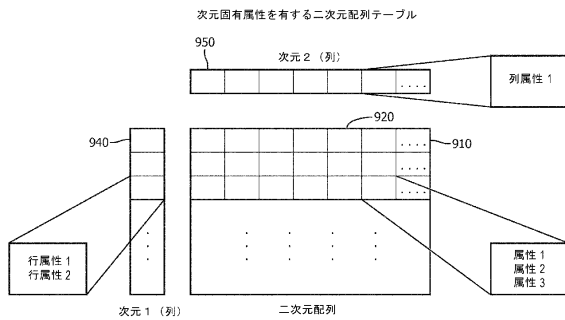 次元固有属性を有する二次元配列テーブル
950
次元2(列)
列属性1
920
940
910
行属性1
行属性2
属性1
属性2
属性3
次元1(列)
二次元配列